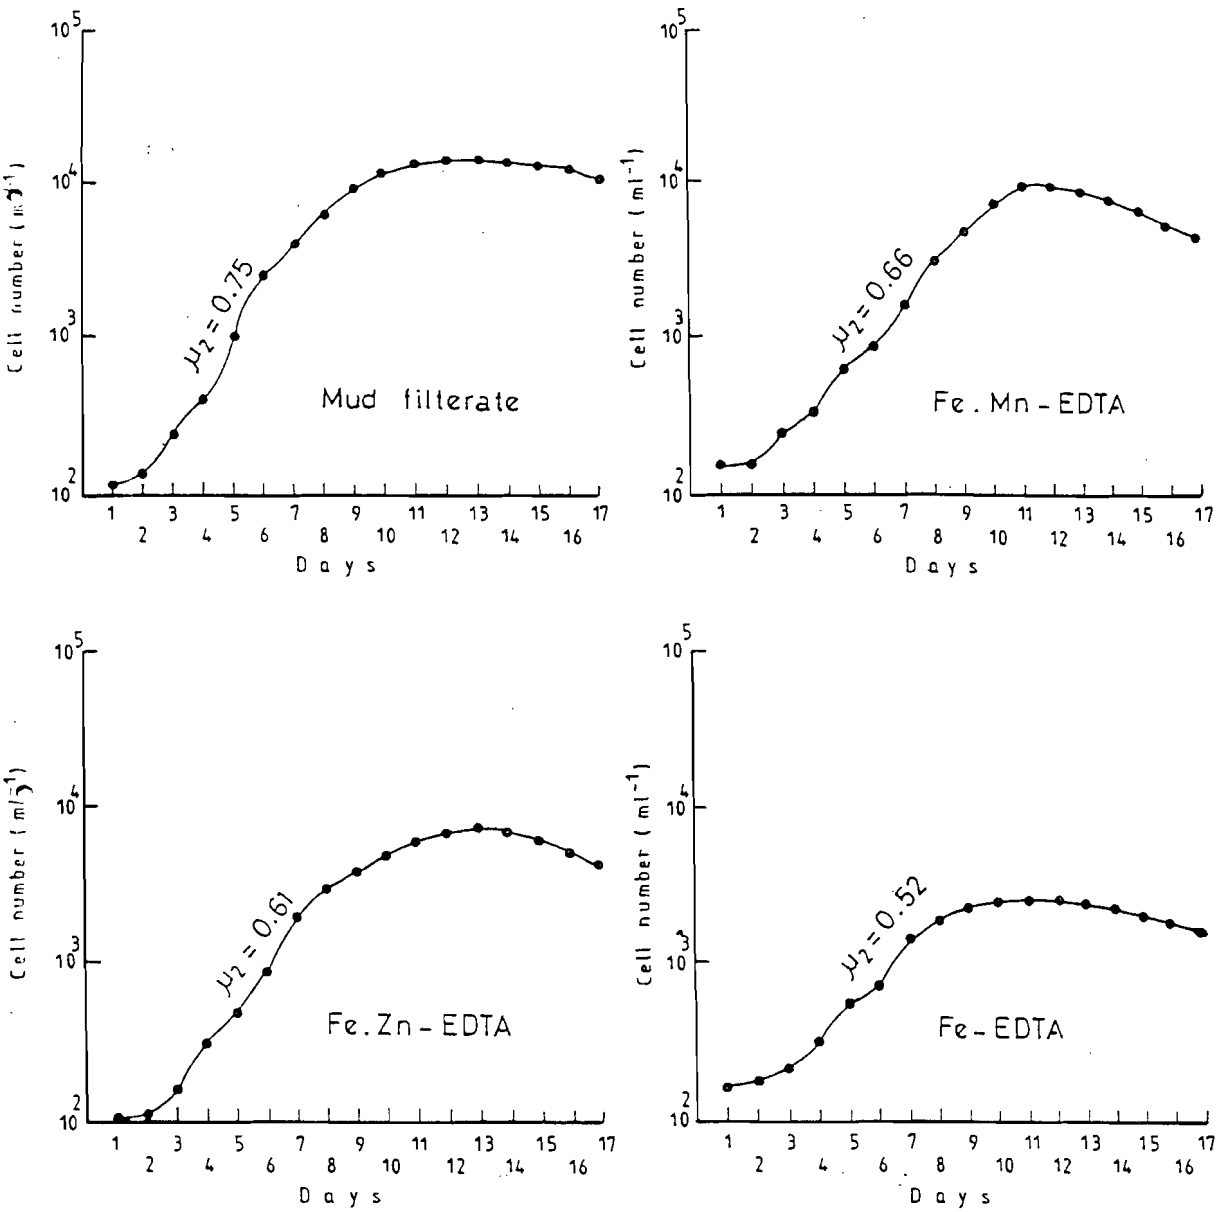 10^5
10^4
10^3
10^2
Cell number
μ2 = 0.75
Mud filterate
1 3 5 7 9 11 13 15 17
2 4 6 8 10 12 14 16
Days
10^5
10^4
10^3
10^2
Cell number (ml^-1)
μ2 = 0.66
Fe.Mn-EDTA
1 3 5 7 9 11 13 15 17
2 4 6 8 10 12 14 16
Days
10^5
10^4
10^3
10^2
Cell number
μ2 = 0.61
Fe.Zn-EDTA
1 3 5 7 9 11 13 15 17
2 4 6 8 10 12 14 16
Days
10^5
10^4
10^3
10^2
Cell number (ml^-1)
μ2 = 0.52
Fe-EDTA
1 3 5 7 9 11 13 15 17
2 4 6 8 10 12 14 16
Days